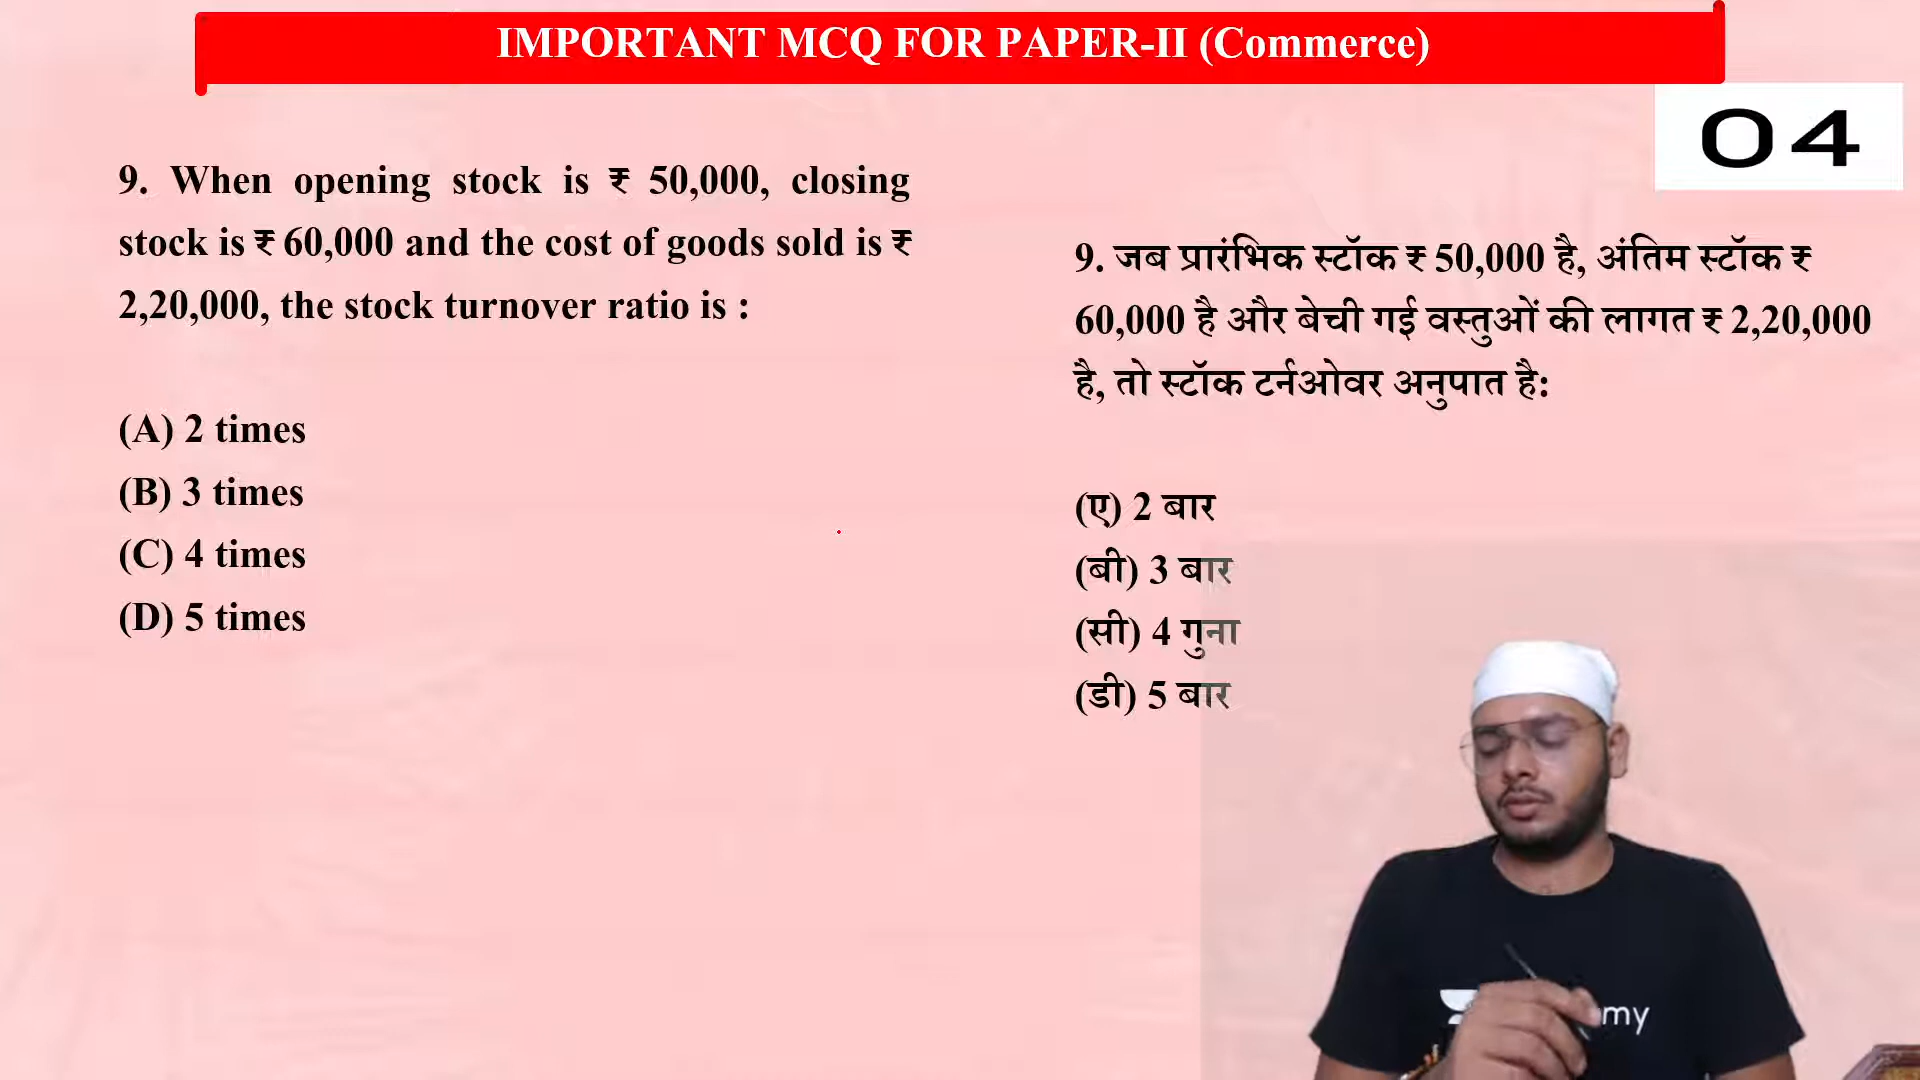 IMPORTANT MCQ FOR PAPER-II (Commerce)
04
9. When opening stock is ₹ 50,000, closing
stock is ₹ 60,000 and the cost of goods sold is ₹
2,20,000, the stock turnover ratio is :
(A) 2 times
(B) 3 times
(C) 4 times
(D) 5 times
9. जब प्रारंभिक स्टॉक ₹ 50,000 है, अंतिम स्टॉक ₹
60,000 है और बेची गई वस्तुओं की लागत ₹ 2,20,000
है, तो स्टॉक टर्नओवर अनुपात है:
(ए) 2 बार
(बी) 3 बार
(सी) 4 गुना
(डी) 5 बार